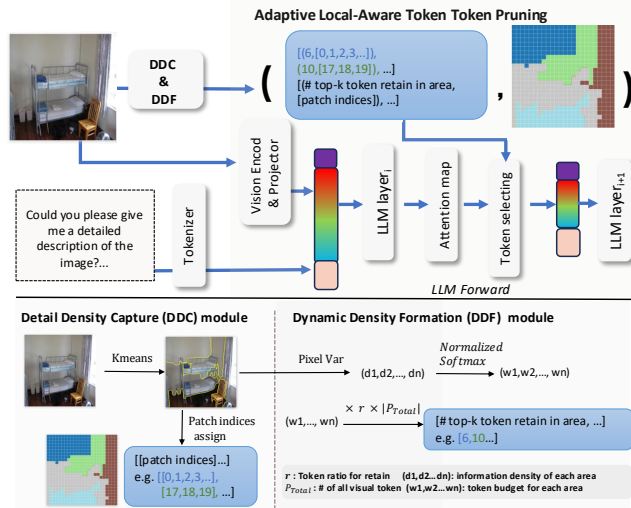 Adaptive Local-Aware Token Token Pruning
DDC
&
DDF
(
[(6,[0,1,2,3,..]),
(10,[17,18,19]), ...]
[(# top-k token retain in area,
[patch indices]), ...]
,
)
Vision Encod
& Projector
LLM layerᵢ
Attention map
Token selecting
LLM layerᵢ₊₁
Could you please give
me a detailed
description of the
image?...
Tokenizer
LLM Forward
Detail Density Capture (DDC) module
Kmeans
Patch indices
assign
[[patch indices]...]
e.g. [[0,1,2,3,..],
[17,18,19], ...]
Dynamic Density Formation (DDF) module
Pixel Var
(d1,d2,..., dn)
Normalized
Softmax
(w1,w2,..., wn)
(w1,..., wn)
× r × |P_Total|
[# top-k token retain in area, ...]
e.g. [6,10...]
r : Token ratio for retain (d1,d2...dn): information density of each area
P_Total : # of all visual token (w1,w2...wn): token budget for each area